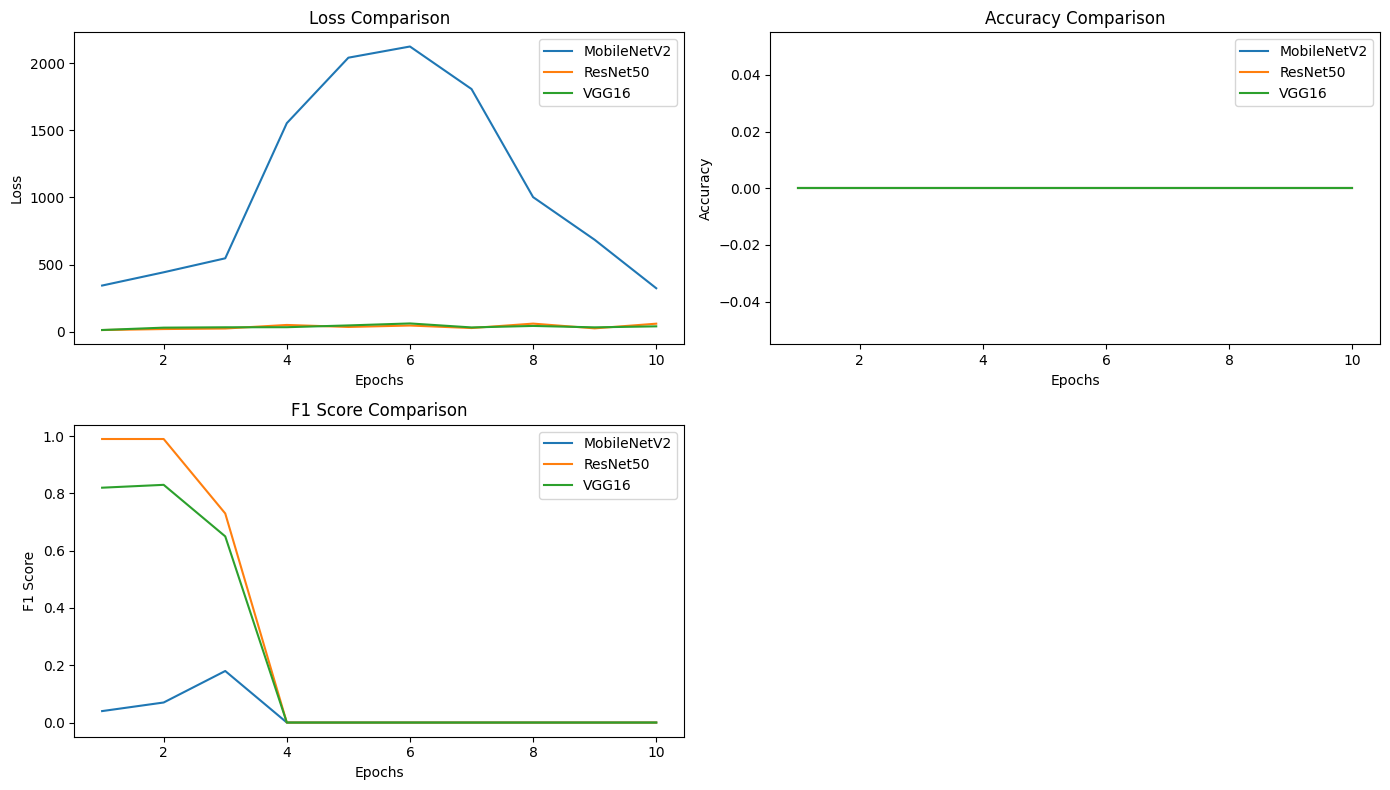 Loss Comparison
2000
1500
1000
500
0
Loss
2 4 6 8 10
Epochs
MobileNetV2
ResNet50
VGG16
Accuracy Comparison
0.04
0.02
0.00
−0.02
−0.04
Accuracy
2 4 6 8 10
Epochs
MobileNetV2
ResNet50
VGG16
F1 Score Comparison
1.0
0.8
0.6
0.4
0.2
0.0
F1 Score
2 4 6 8 10
Epochs
MobileNetV2
ResNet50
VGG16